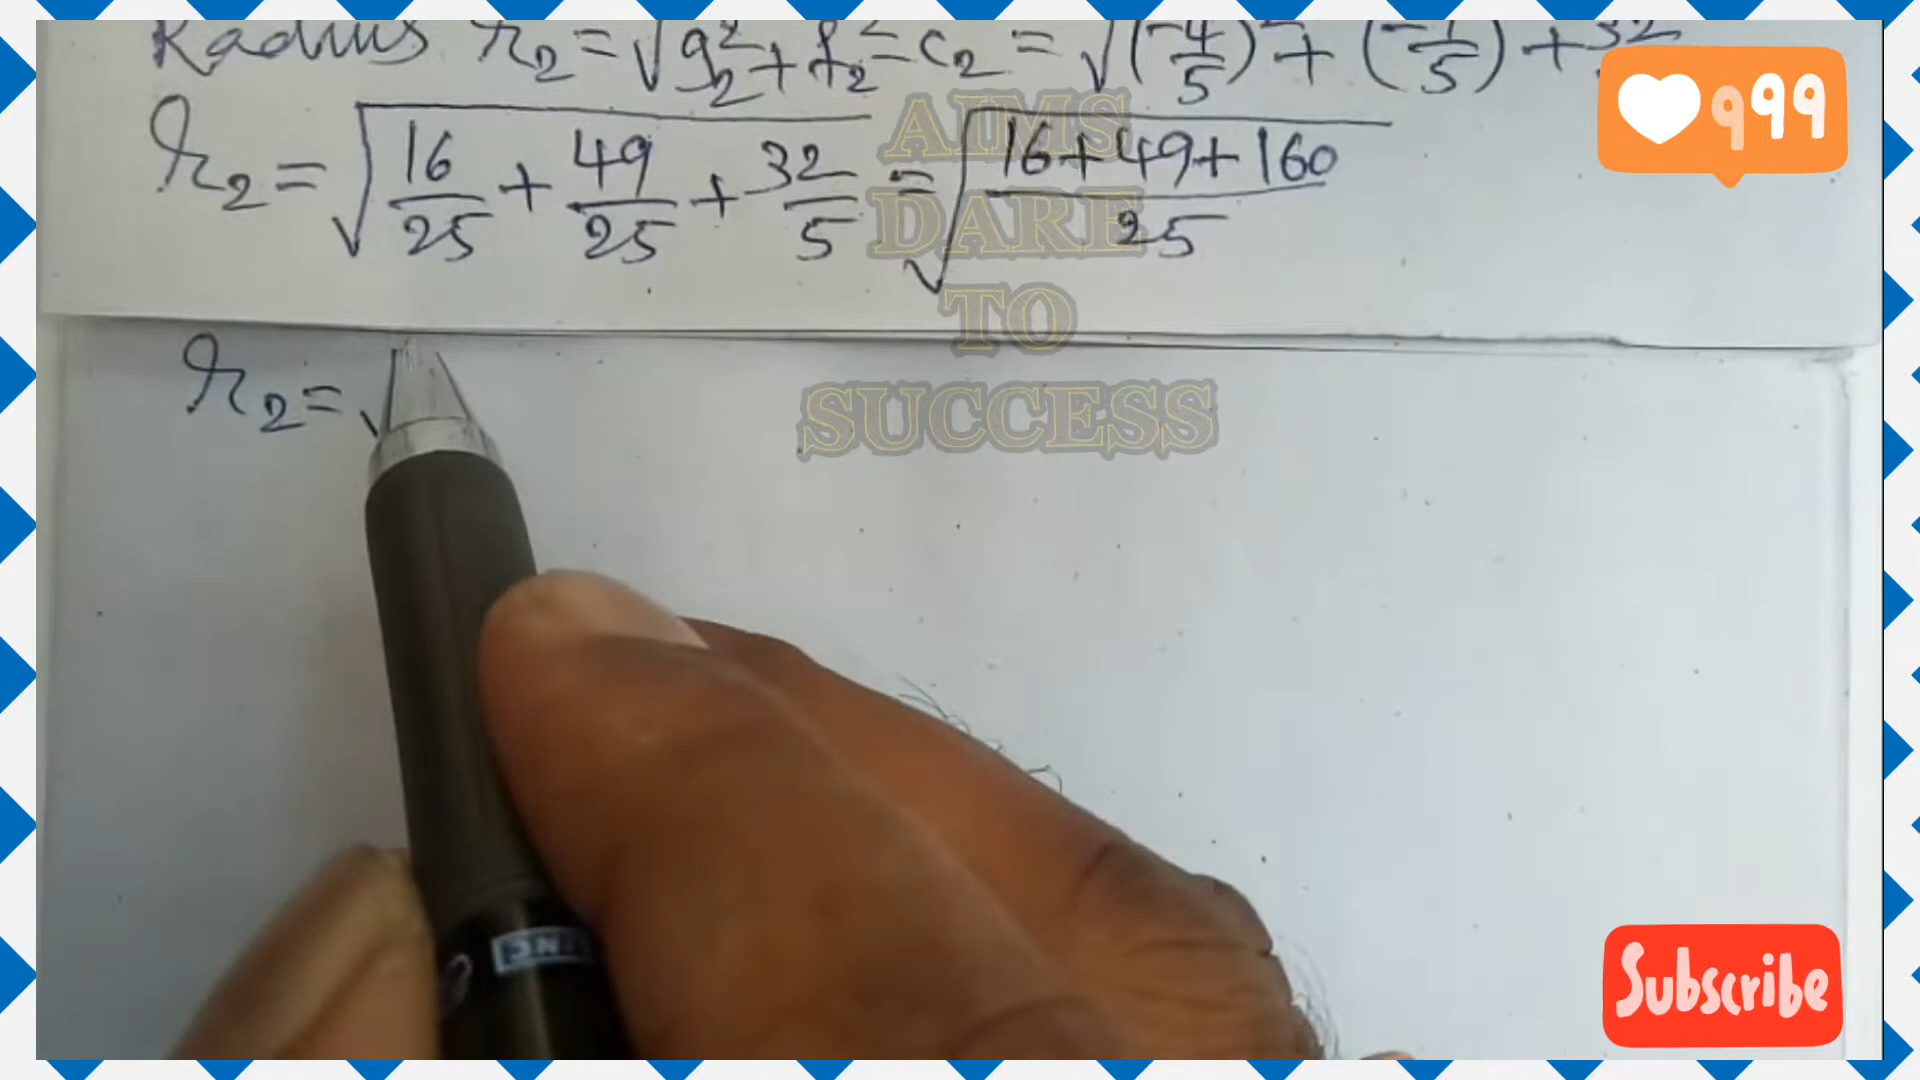 Radius r₂ = √g₂² + f₂² - c₂ = √(-4/5)² + (-7/5) + 32
r₂ = √16/25 + 49/25 + 32/5 = √16+49+160/25
r₂ = √
AIMS
DARE
TO
SUCCESS
999
Subscribe